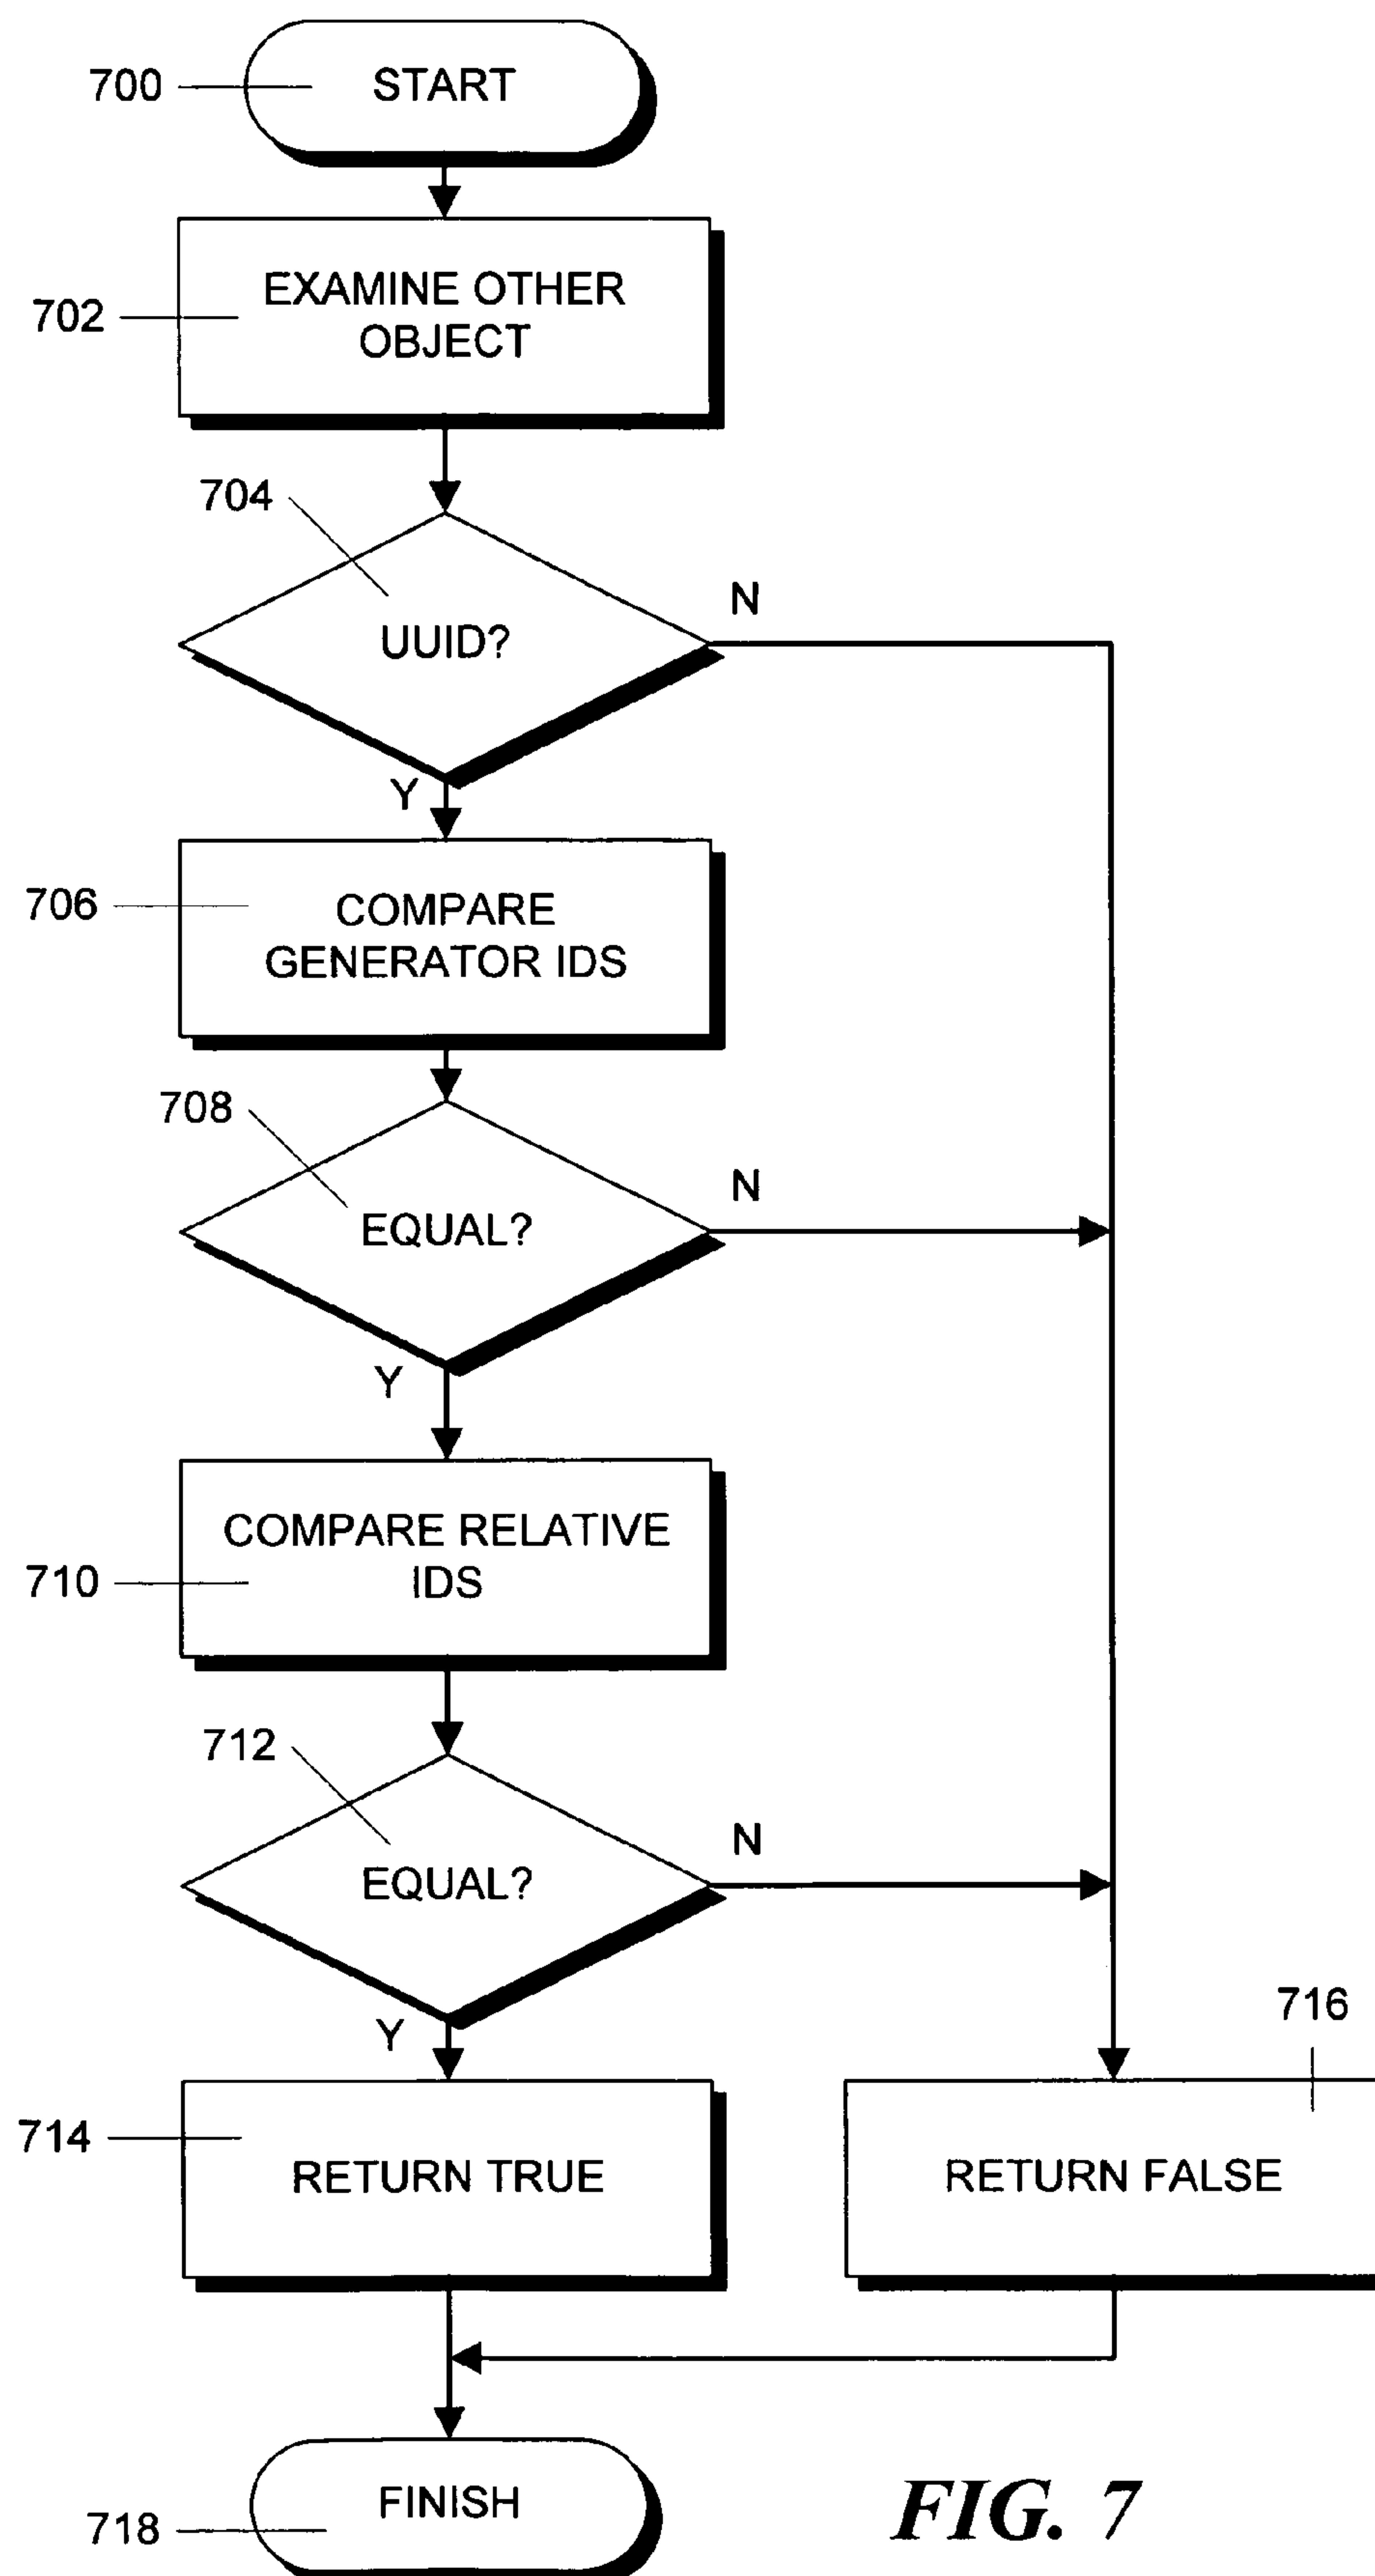 700
START
702
EXAMINE OTHER
OBJECT
704
UUID?
N
Y
706
COMPARE
GENERATOR IDS
708
EQUAL?
N
Y
710
COMPARE RELATIVE
IDS
712
EQUAL?
N
Y
714
RETURN TRUE
716
RETURN FALSE
718
FINISH
FIG. 7